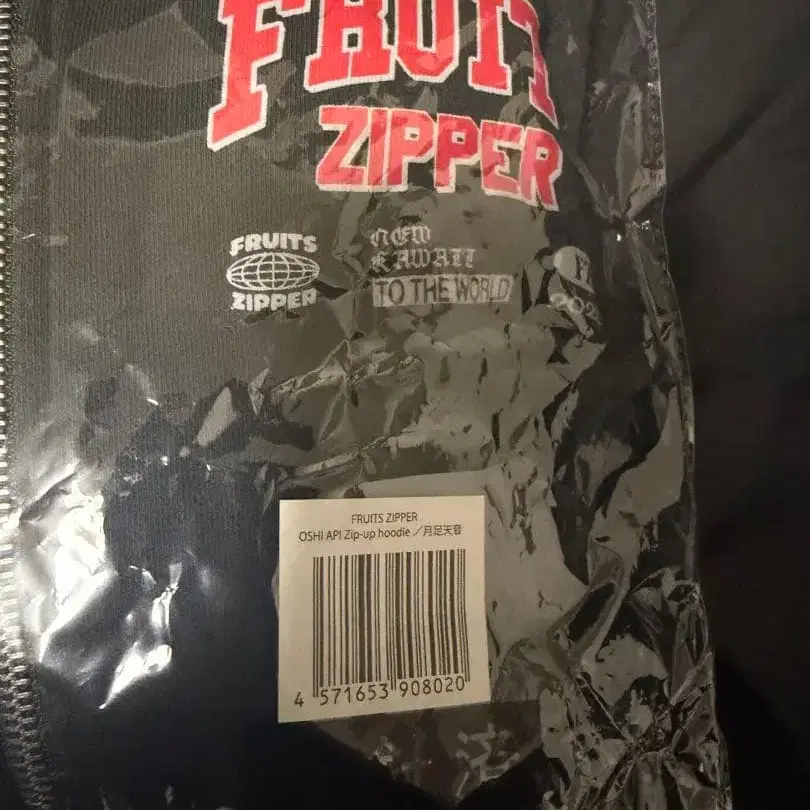 FRUIT
ZIPPER
FRUITS
ZIPPER
NEW
KAWAII
TO THE WORLD
FRUITS ZIPPER
OSHI API Zip-up hoodie／月足天音
4 571653 908020